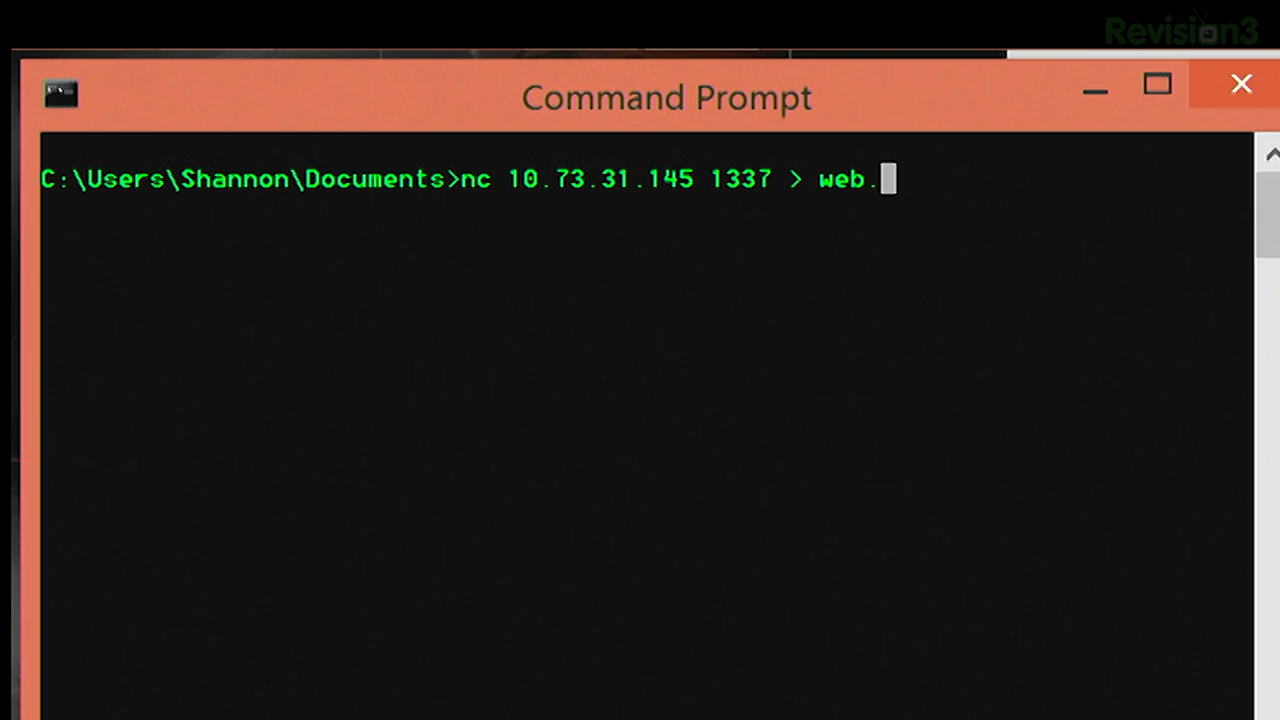 Revision3
Command Prompt
C:\Users\Shannon\Documents>nc 10.73.31.145 1337 > web.